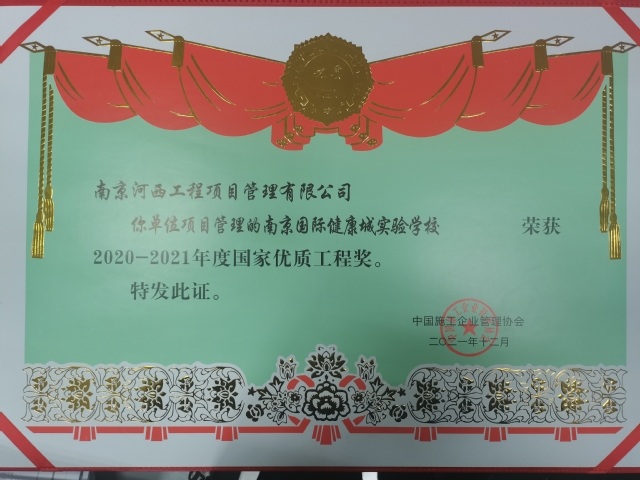 南京河西工程项目管理有限公司
你单位项目管理的南京国际健康城实验学校 荣获
2020-2021年度国家优质工程奖。
特发此证。
中国施工企业管理协会
二〇二一年十二月